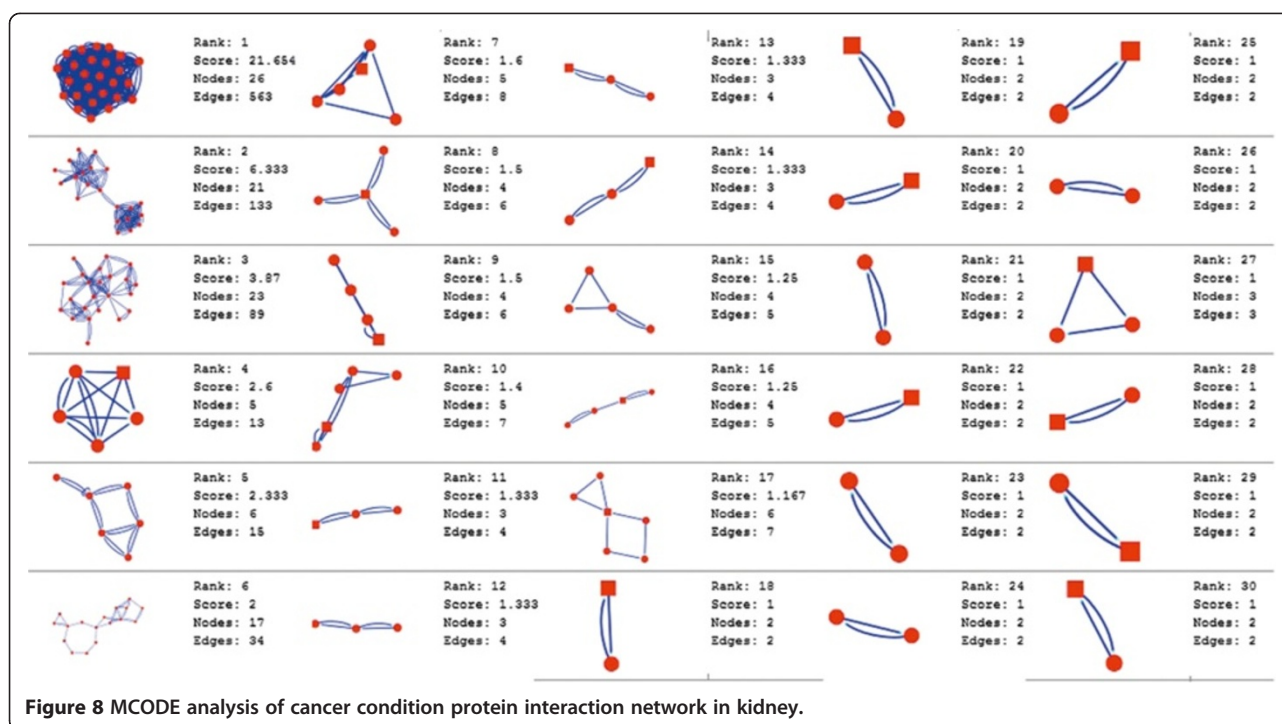 Rank: 1
Score: 21.654
Nodes: 26
Edges: 563
Rank: 7
Score: 1.6
Nodes: 5
Edges: 8
Rank: 13
Score: 1.333
Nodes: 3
Edges: 4
Rank: 19
Score: 1
Nodes: 2
Edges: 2
Rank: 25
Score: 1
Nodes: 2
Edges: 2
Rank: 2
Score: 6.333
Nodes: 21
Edges: 133
Rank: 8
Score: 1.5
Nodes: 4
Edges: 6
Rank: 14
Score: 1.333
Nodes: 3
Edges: 4
Rank: 20
Score: 1
Nodes: 2
Edges: 2
Rank: 26
Score: 1
Nodes: 2
Edges: 2
Rank: 3
Score: 3.87
Nodes: 23
Edges: 89
Rank: 9
Score: 1.5
Nodes: 4
Edges: 6
Rank: 15
Score: 1.25
Nodes: 4
Edges: 5
Rank: 21
Score: 1
Nodes: 2
Edges: 2
Rank: 27
Score: 1
Nodes: 3
Edges: 3
Rank: 4
Score: 2.6
Nodes: 5
Edges: 13
Rank: 10
Score: 1.4
Nodes: 5
Edges: 7
Rank: 16
Score: 1.25
Nodes: 4
Edges: 5
Rank: 22
Score: 1
Nodes: 2
Edges: 2
Rank: 28
Score: 1
Nodes: 2
Edges: 2
Rank: 5
Score: 2.333
Nodes: 6
Edges: 15
Rank: 11
Score: 1.333
Nodes: 3
Edges: 4
Rank: 17
Score: 1.167
Nodes: 6
Edges: 7
Rank: 23
Score: 1
Nodes: 2
Edges: 2
Rank: 29
Score: 1
Nodes: 2
Edges: 2
Rank: 6
Score: 2
Nodes: 17
Edges: 34
Rank: 12
Score: 1.333
Nodes: 3
Edges: 4
Rank: 18
Score: 1
Nodes: 2
Edges: 2
Rank: 24
Score: 1
Nodes: 2
Edges: 2
Rank: 30
Score: 1
Nodes: 2
Edges: 2
Figure 8 MCODE analysis of cancer condition protein interaction network in kidney.